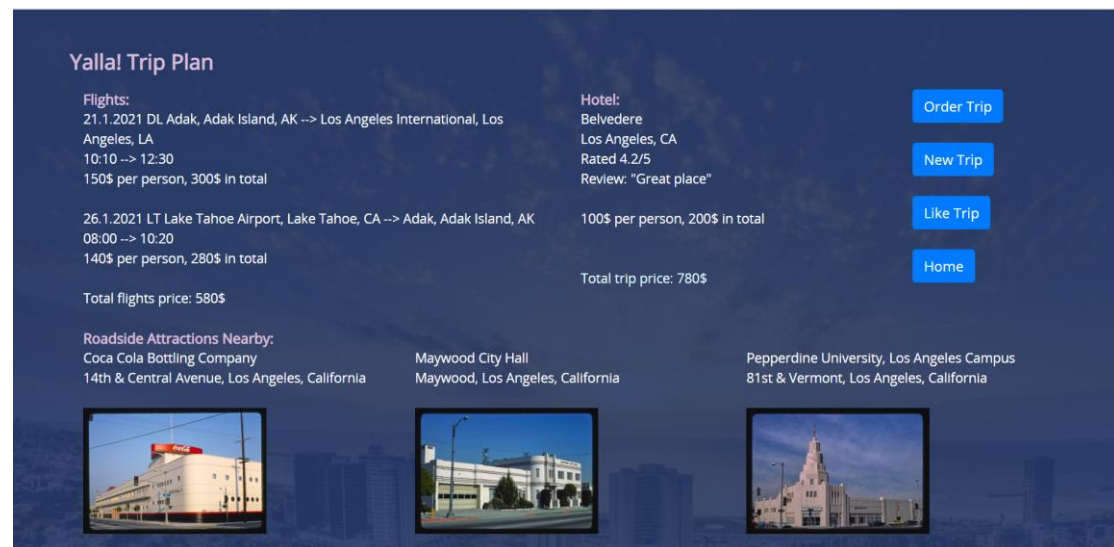 Yalla! Trip Plan
Flights:
21.1.2021 DL Adak, Adak Island, AK --> Los Angeles International, Los
Angeles, LA
10:10 --> 12:30
150$ per person, 300$ in total
26.1.2021 LT Lake Tahoe Airport, Lake Tahoe, CA --> Adak, Adak Island, AK
08:00 --> 10:20
140$ per person, 280$ in total
Total flights price: 580$
Hotel:
Belvedere
Los Angeles, CA
Rated 4.2/5
Review: "Great place"
100$ per person, 200$ in total
Total trip price: 780$
Order Trip
New Trip
Like Trip
Home
Roadside Attractions Nearby:
Coca Cola Bottling Company
14th & Central Avenue, Los Angeles, California
Maywood City Hall
Maywood, Los Angeles, California
Pepperdine University, Los Angeles Campus
81st & Vermont, Los Angeles, California